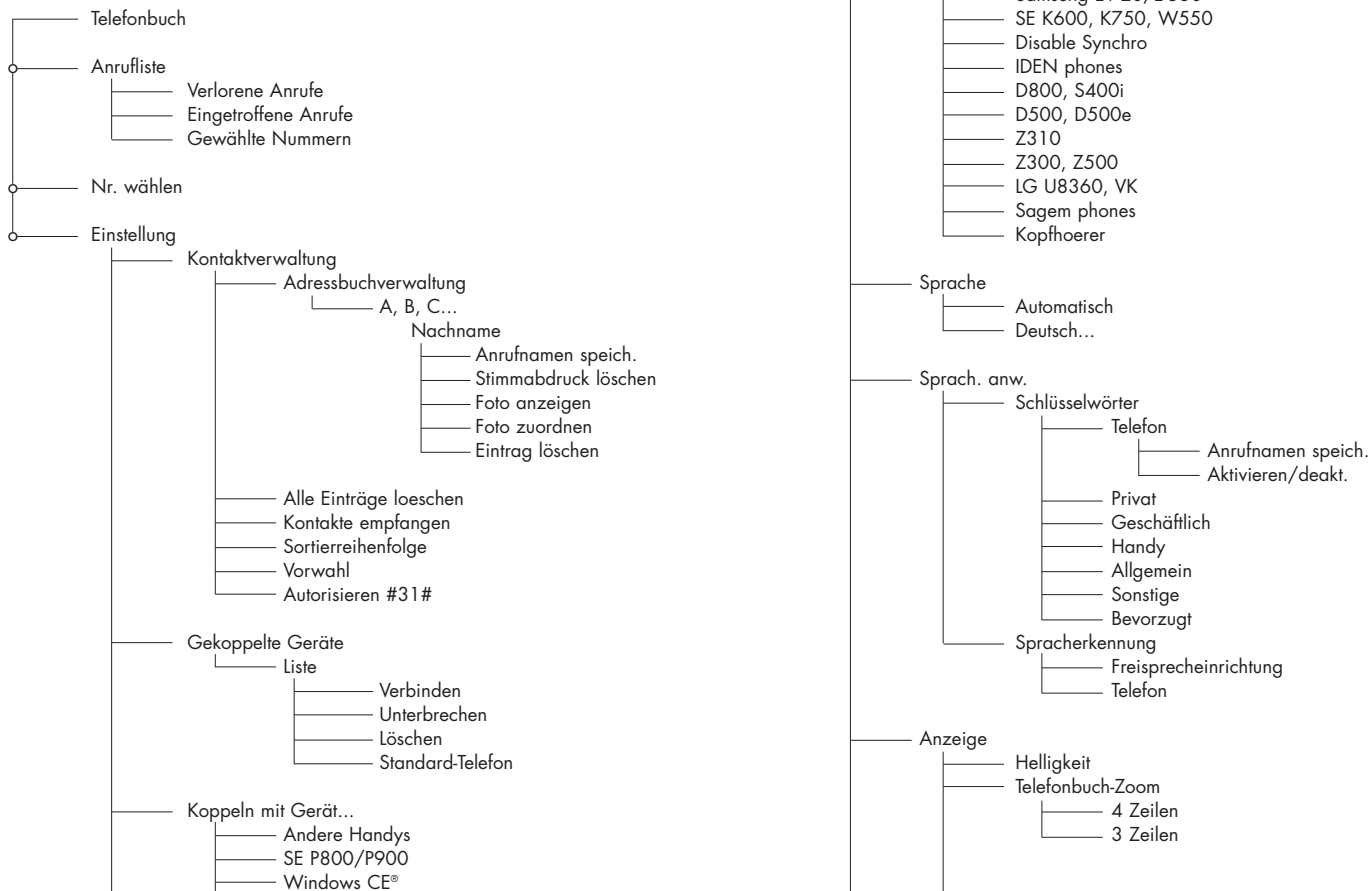 Telefonbuch
Anrufliste
Verlorene Anrufe
Eingetroffene Anrufe
Gewählte Nummern
Nr. wählen
Einstellung
Kontaktverwaltung
Adressbuchverwaltung
A, B, C...
Nachname
Anrufnamen speich.
Stimmabdruck löschen
Foto anzeigen
Foto zuordnen
Eintrag löschen
Alle Einträge loeschen
Kontakte empfangen
Sortierreihenfolge
Vorwahl
Autorisieren #31#
Gekoppelte Geräte
Liste
Verbinden
Unterbrechen
Löschen
Standard-Telefon
Koppeln mit Gerät...
Andere Handys
SE P800/P900
Windows CE®
SE K600, K750, W550
Disable Synchro
IDEN phones
D800, S400i
D500, D500e
Z310
Z300, Z500
LG U8360, VK
Sagem phones
Kopfhoerer
Sprache
Automatisch
Deutsch...
Sprach. anw.
Schlüsselwörter
Telefon
Anrufnamen speich.
Aktivieren/deakt.
Privat
Geschäftlich
Handy
Allgemein
Sonstige
Bevorzugt
Spracherkennung
Freisprecheinrichtung
Telefon
Anzeige
Helligkeit
Telefonbuch-Zoom
4 Zeilen
3 Zeilen